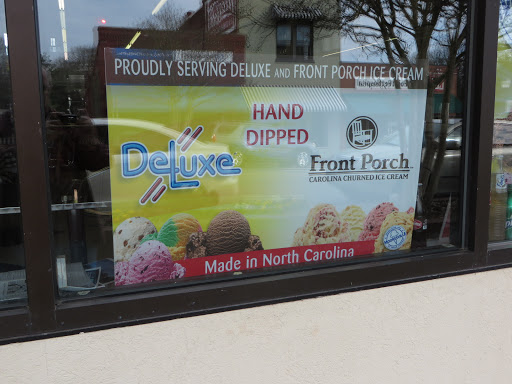 PROUDLY SERVING DELUXE AND FRONT PORCH ICE CREAM
HAND
DIPPED
DeLuxe
Front Porch
CAROLINA CHURNED ICE CREAM
Made in North Carolina